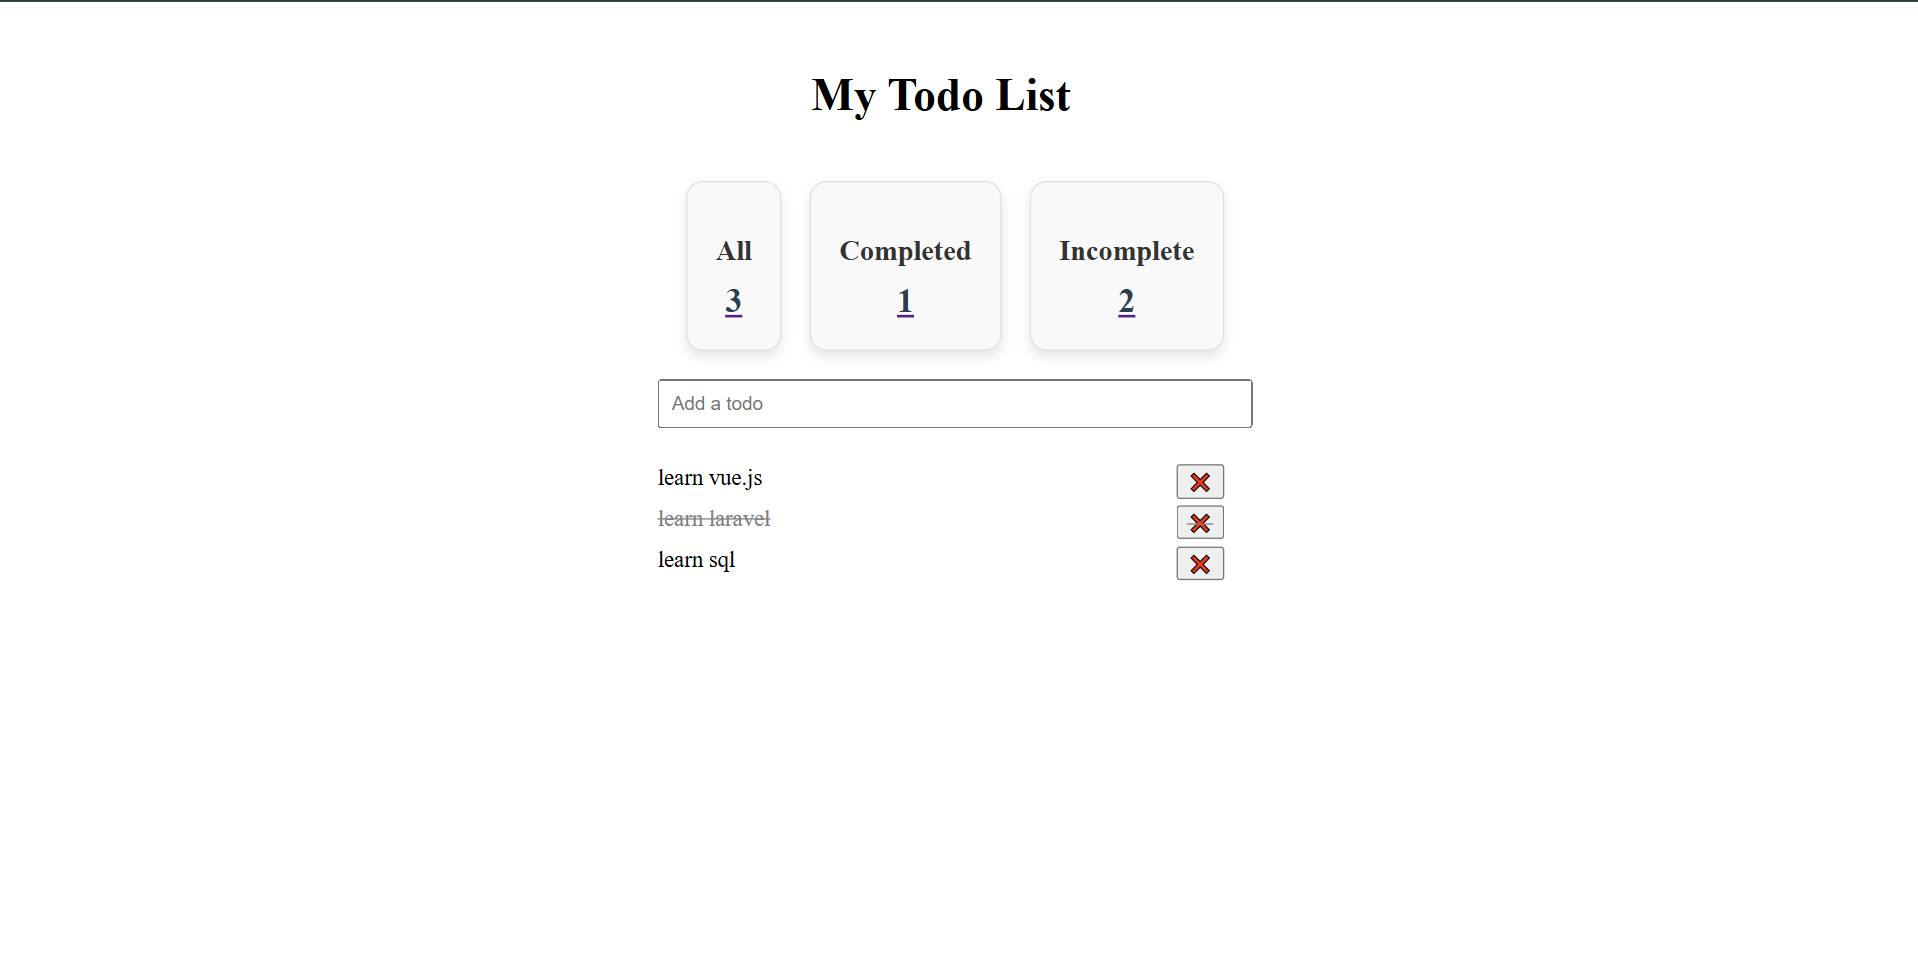 My Todo List
All Completed Incomplete
3 1 2
Add a todo
learn vue.js
learn laravel
learn sql